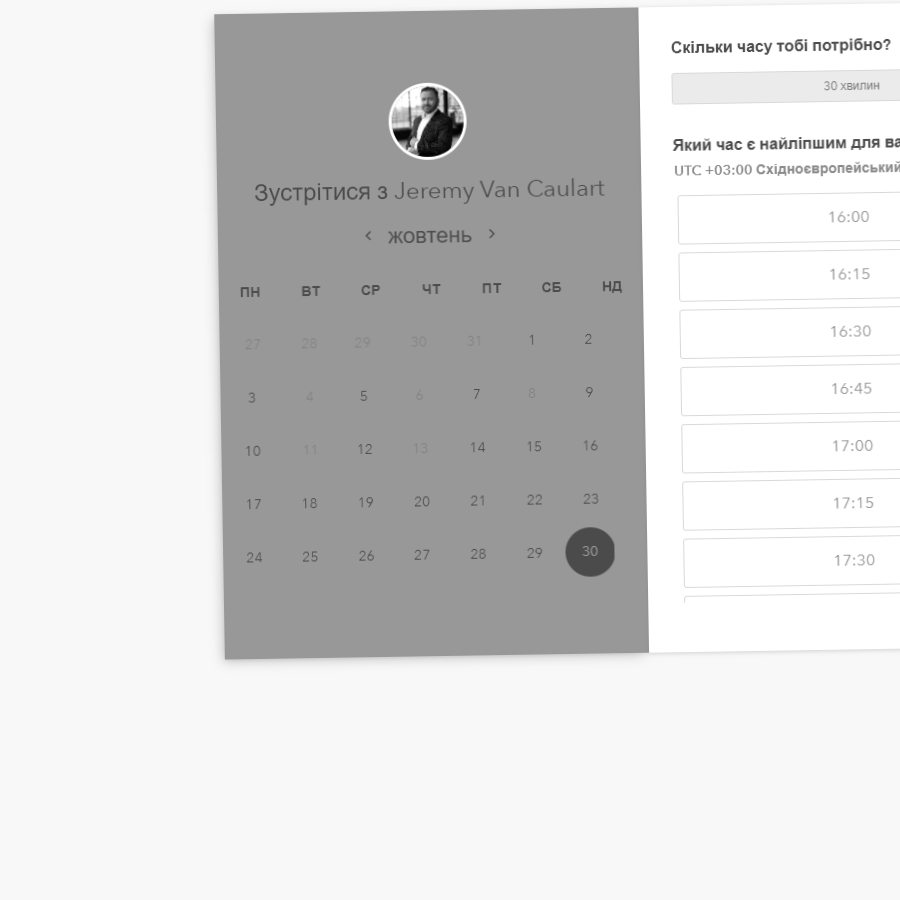 Зустрітися з Jeremy Van Caulart
‹ жовтень ›
ПН ВТ СР ЧТ ПТ СБ НД
27 28 29 30 31 1 2
3 4 5 6 7 8 9
10 11 12 13 14 15 16
17 18 19 20 21 22 23
24 25 26 27 28 29 30
Скільки часу тобі потрібно?
30 хвилин
Який час є найліпшим для ва
UTC +03:00 Східноєвропейський
16:00
16:15
16:30
16:45
17:00
17:15
17:30